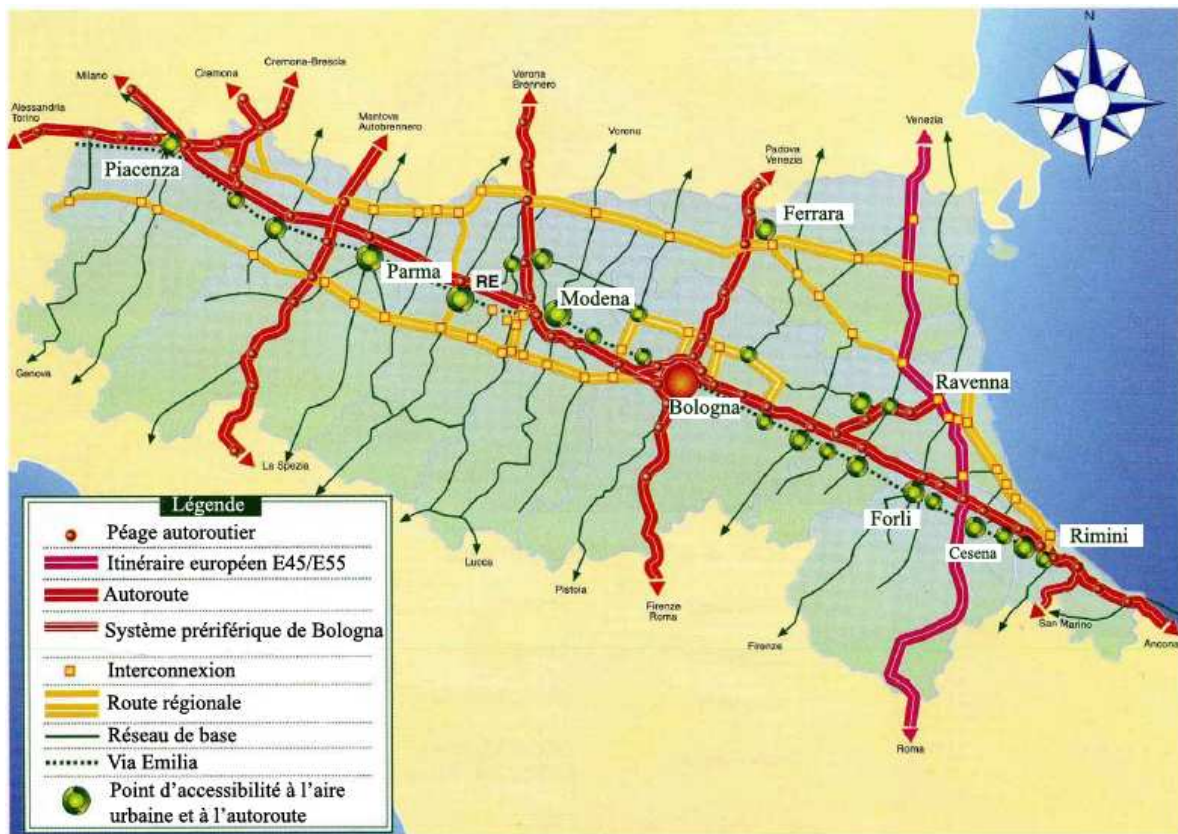 N
Cremona-Brescia
Milano
Cremona
Verona
Brennero
Alessandria
Torino
Mantova
Autobrennero
Voreno
Venezia
Padova
Venezia
Piacenza
Ferrara
Parma
RE
Modena
Genova
Bologna
Ravenna
La Spezia
Forli
Cesena
Rimini
Lucca
Pistoia
Firenze
Roma
Firenze
San Marino
Ancona
Roma
Légende
Péage autoroutier
Itinéraire européen E45/E55
Autoroute
Système prériférique de Bologna
Interconnexion
Route régionale
Réseau de base
Via Emilia
Point d'accessibilité à l'aire
urbaine et à l'autoroute